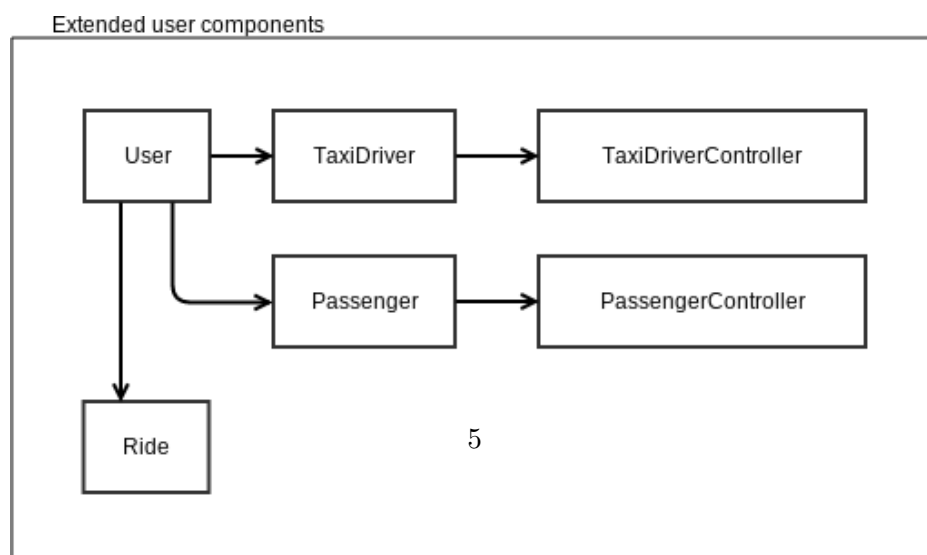 Extended user components
User
TaxiDriver
TaxiDriverController
Passenger
PassengerController
Ride
5